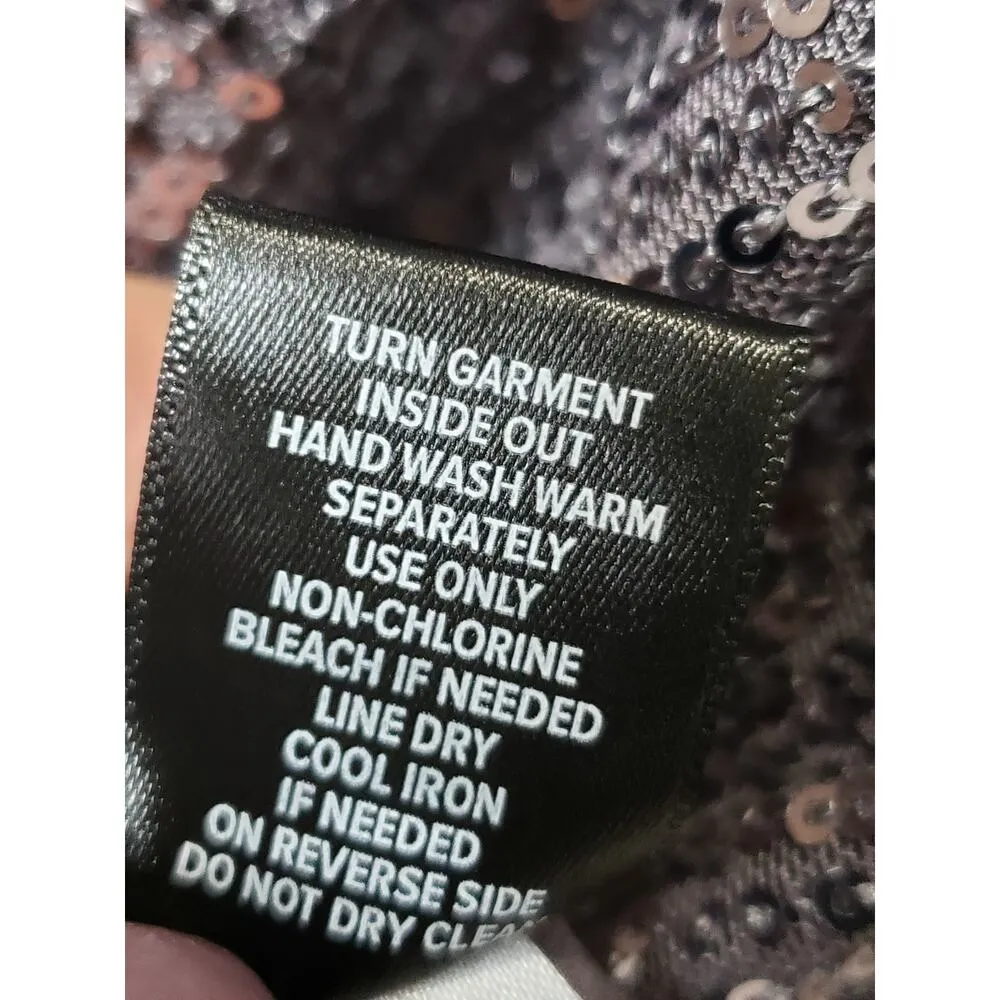 TURN GARMENT
INSIDE OUT
HAND WASH WARM
SEPARATELY
USE ONLY
NON-CHLORINE
BLEACH IF NEEDED
LINE DRY
COOL IRON
IF NEEDED
ON REVERSE SIDE
DO NOT DRY CLEAN